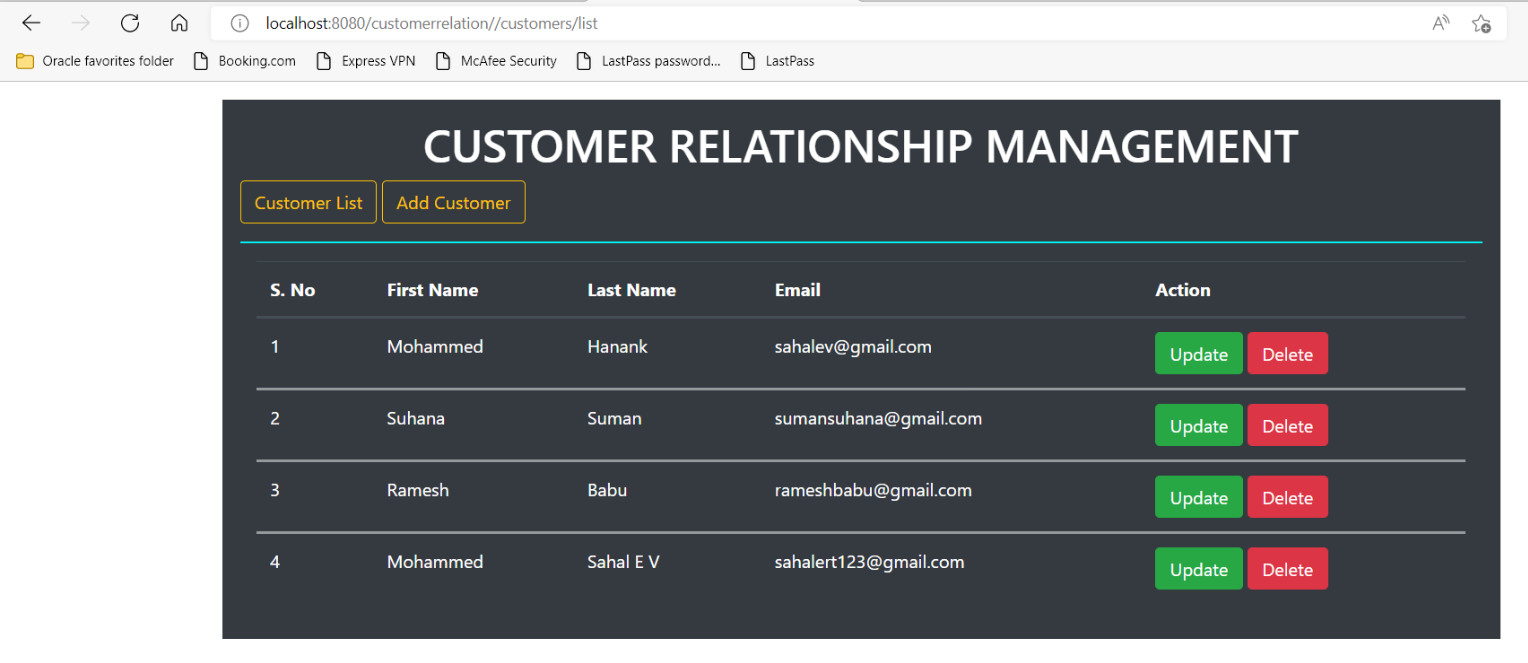 localhost:8080/customerrelation//customers/list
Oracle favorites folder Booking.com Express VPN McAfee Security LastPass password... LastPass
CUSTOMER RELATIONSHIP MANAGEMENT
Customer List Add Customer
S. No First Name Last Name Email Action
1 Mohammed Hanank sahalev@gmail.com Update Delete
2 Suhana Suman sumansuhana@gmail.com Update Delete
3 Ramesh Babu rameshbabu@gmail.com Update Delete
4 Mohammed Sahal E V sahalert123@gmail.com Update Delete